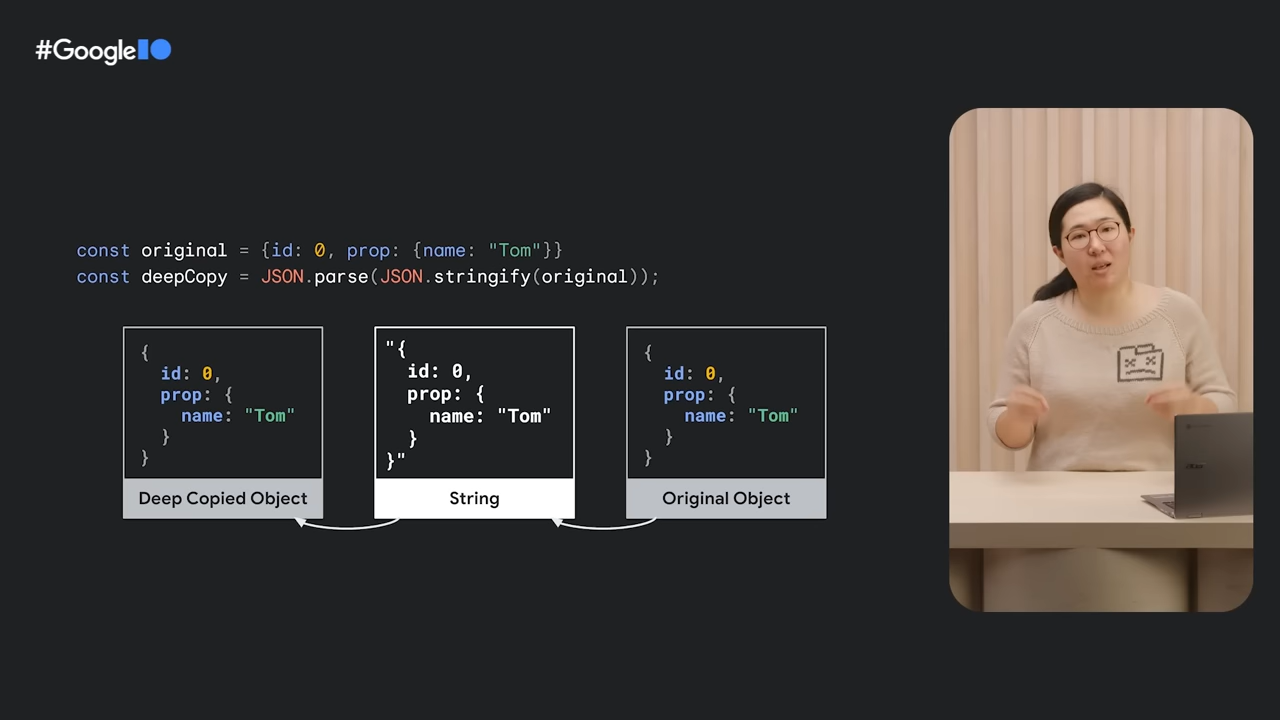 #GoogleIO
const original = {id: 0, prop: {name: "Tom"}}
const deepCopy = JSON.parse(JSON.stringify(original));
{
id: 0,
prop: {
name: "Tom"
}
}
Deep Copied Object
"{
id: 0,
prop: {
name: "Tom"
}
}"
String
{
id: 0,
prop: {
name: "Tom"
}
}
Original Object